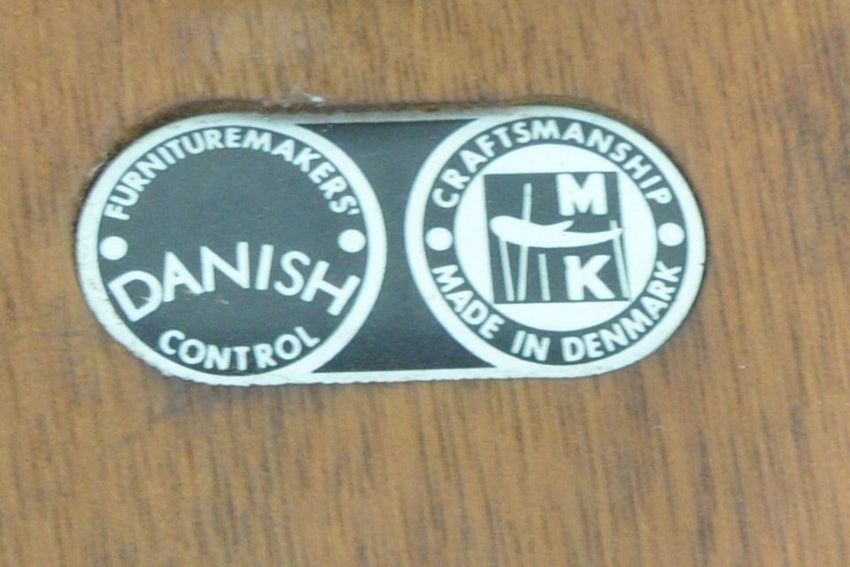 FURNITUREMAKERS'
DANISH
CONTROL
CRAFTSMANSHIP
M
K
MADE IN DENMARK